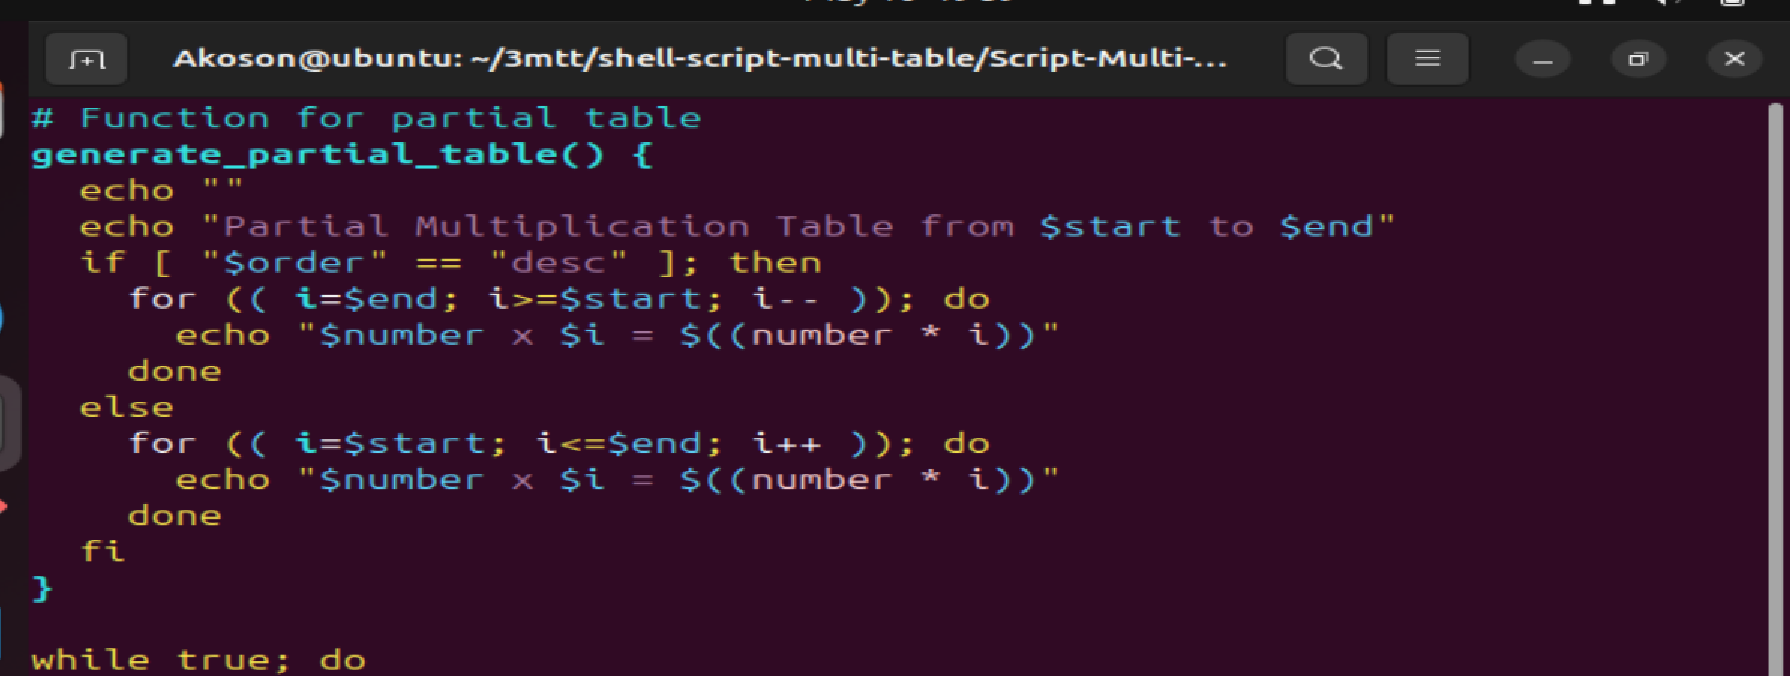 Akoson@ubuntu: ~/3mtt/shell-script-multi-table/Script-Multi-...
# Function for partial table
generate_partial_table() {
  echo ""
  echo "Partial Multiplication Table from $start to $end"
  if [ "$order" == "desc" ]; then
    for (( i=$end; i>=$start; i-- )); do
      echo "$number x $i = $((number * i))"
    done
  else
    for (( i=$start; i<=$end; i++ )); do
      echo "$number x $i = $((number * i))"
    done
  fi
}
while true; do